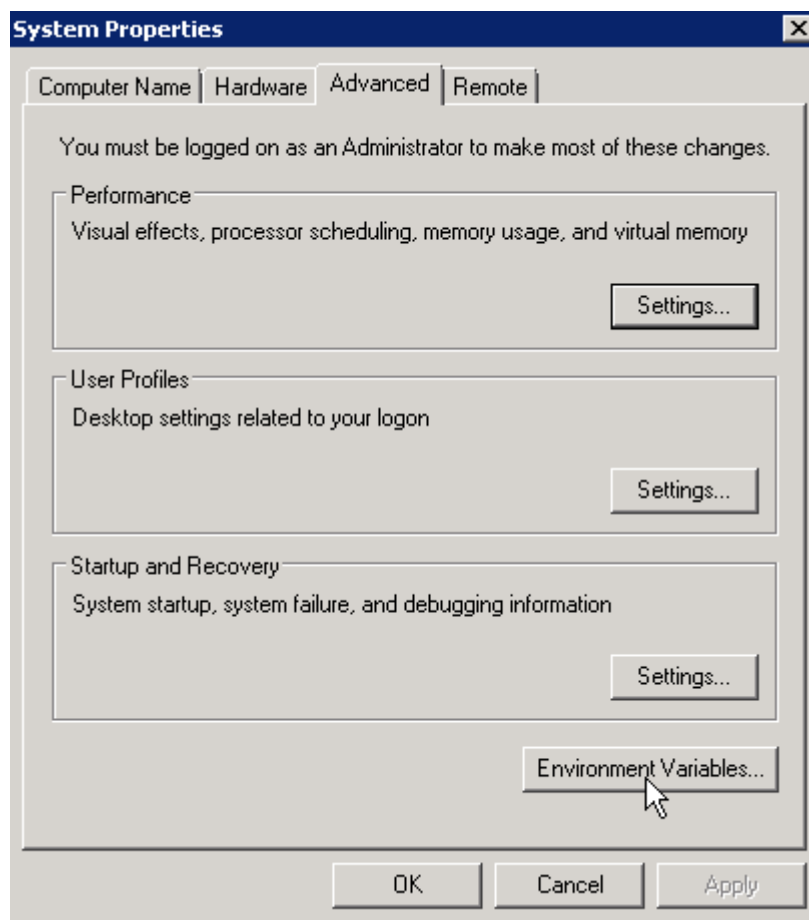 System Properties
Computer Name Hardware Advanced Remote
You must be logged on as an Administrator to make most of these changes.
Performance
Visual effects, processor scheduling, memory usage, and virtual memory
Settings...
User Profiles
Desktop settings related to your logon
Settings...
Startup and Recovery
System startup, system failure, and debugging information
Settings...
Environment Variables...
OK Cancel Apply